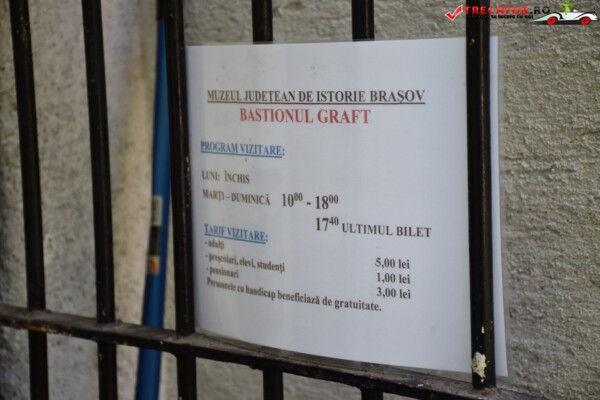 TRECATOR.RO
MUZEUL JUDEȚEAN DE ISTORIE BRAȘOV
BASTIONUL GRAFT
PROGRAM VIZITARE:
LUNI: ÎNCHIS
MARȚI – DUMINICĂ 10⁰⁰ - 18⁰⁰
17⁴⁰ ULTIMUL BILET
TARIF VIZITARE:
- adulți 5,00 lei
- preșcolari, elevi, studenți 1,00 lei
- pensionari 3,00 lei
Persoanele cu handicap beneficiază de gratuitate.